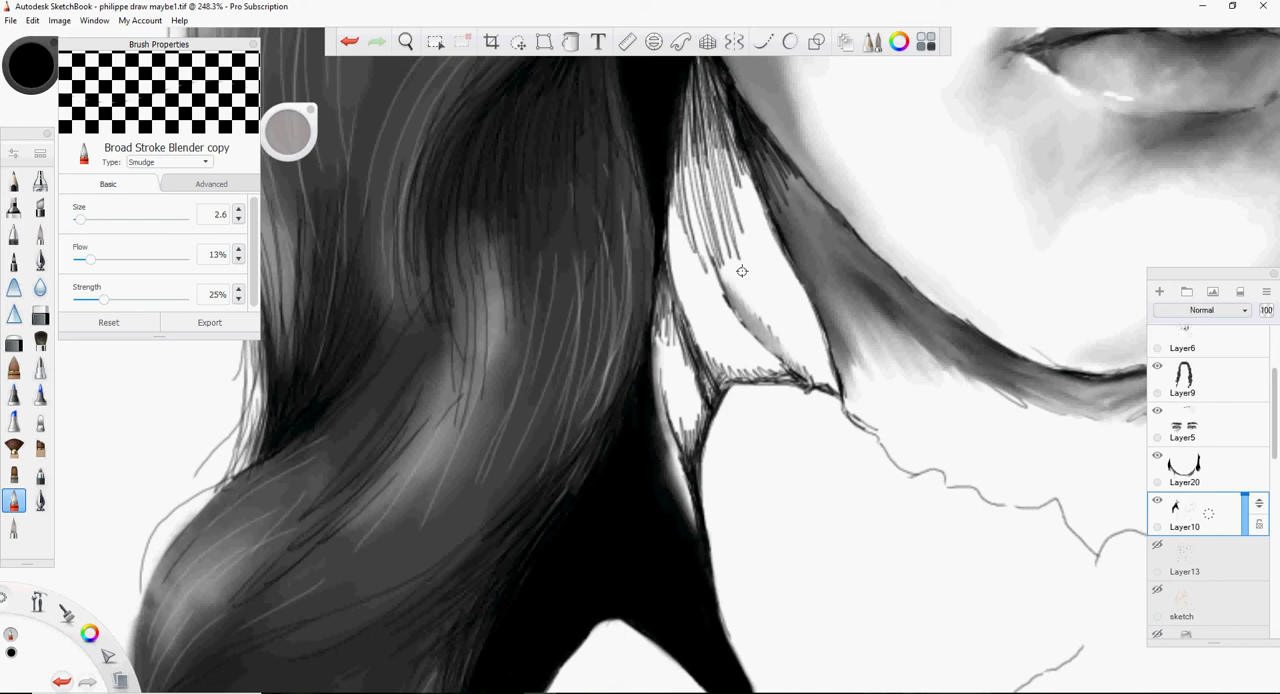 Autodesk SketchBook - philippe draw maybe1.tif @ 248.3% - Pro Subscription
File Edit Image Window My Account Help
Brush Properties
T
Broad Stroke Blender copy
Type: Smudge
Basic Advanced
Size
2.6
Flow
13%
Strength
25%
Reset Export
Normal 100
Layer6
Layer9
Layer5
Layer20
Layer10
Layer13
sketch